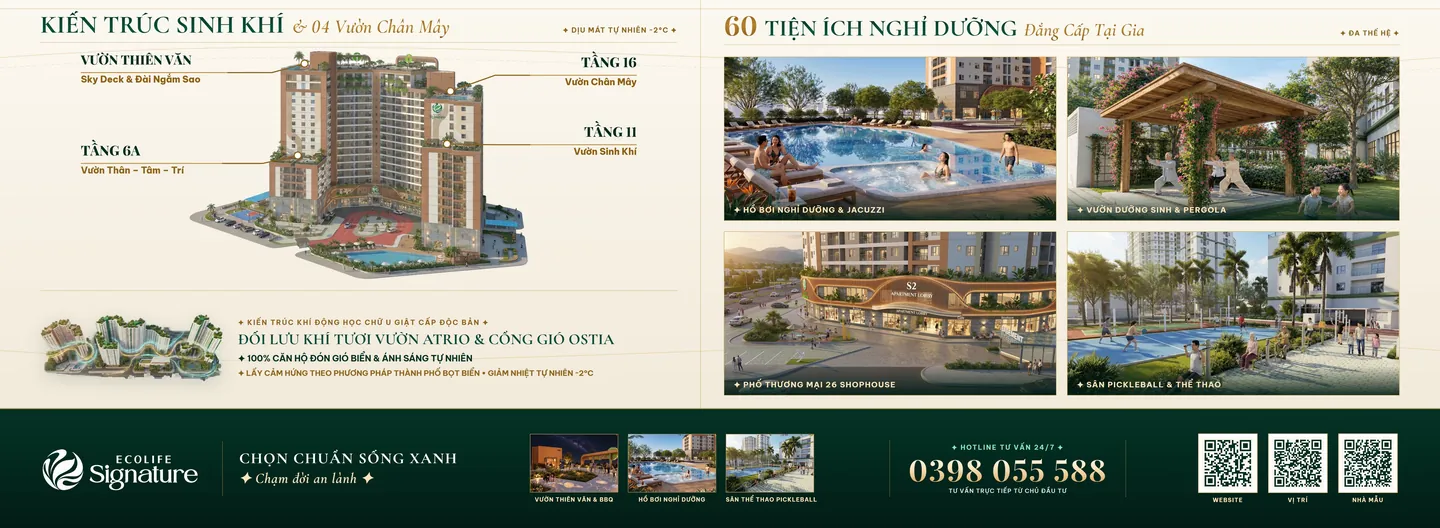 KIẾN TRÚC SINH KHÍ & 04 Vườn Chân Mây
✦ DỊU MÁT TỰ NHIÊN -2°C ✦
VƯỜN THIÊN VĂN
Sky Deck & Đài Ngắm Sao
TẦNG 16
Vườn Chân Mây
TẦNG 11
Vườn Sinh Khí
TẦNG 6A
Vườn Thân – Tâm – Trí
✦ KIẾN TRÚC KHÍ ĐỘNG HỌC CHỮ U GIẬT CẤP ĐỘC BẢN ✦
ĐỐI LƯU KHÍ TƯƠI VƯỜN ATRIO & CỔNG GIÓ OSTIA
✦ 100% CĂN HỘ ĐÓN GIÓ BIỂN & ÁNH SÁNG TỰ NHIÊN
✦ LẤY CẢM HỨNG THEO PHƯƠNG PHÁP THÀNH PHỐ BỌT BIỂN • GIẢM NHIỆT TỰ NHIÊN -2°C
60 TIỆN ÍCH NGHỈ DƯỠNG Đẳng Cấp Tại Gia
✦ ĐA THẾ HỆ ✦
✦ HỒ BƠI NGHỈ DƯỠNG & JACUZZI
✦ VƯỜN DƯỠNG SINH & PERGOLA
S2
APARTMENT LOBBY
✦ PHỐ THƯƠNG MẠI 26 SHOPHOUSE
✦ SÂN PICKLEBALL & THỂ THAO
ECOLIFE
Signature
CHỌN CHUẨN SỐNG XANH
✦ Chạm đời an lành ✦
VƯỜN THIÊN VĂN & BBQ
HỒ BƠI NGHỈ DƯỠNG
SÂN THỂ THAO PICKLEBALL
✦ HOTLINE TƯ VẤN 24/7 ✦
0398 055 588
TƯ VẤN TRỰC TIẾP TỪ CHỦ ĐẦU TƯ
WEBSITE
VỊ TRÍ
NHÀ MẪU